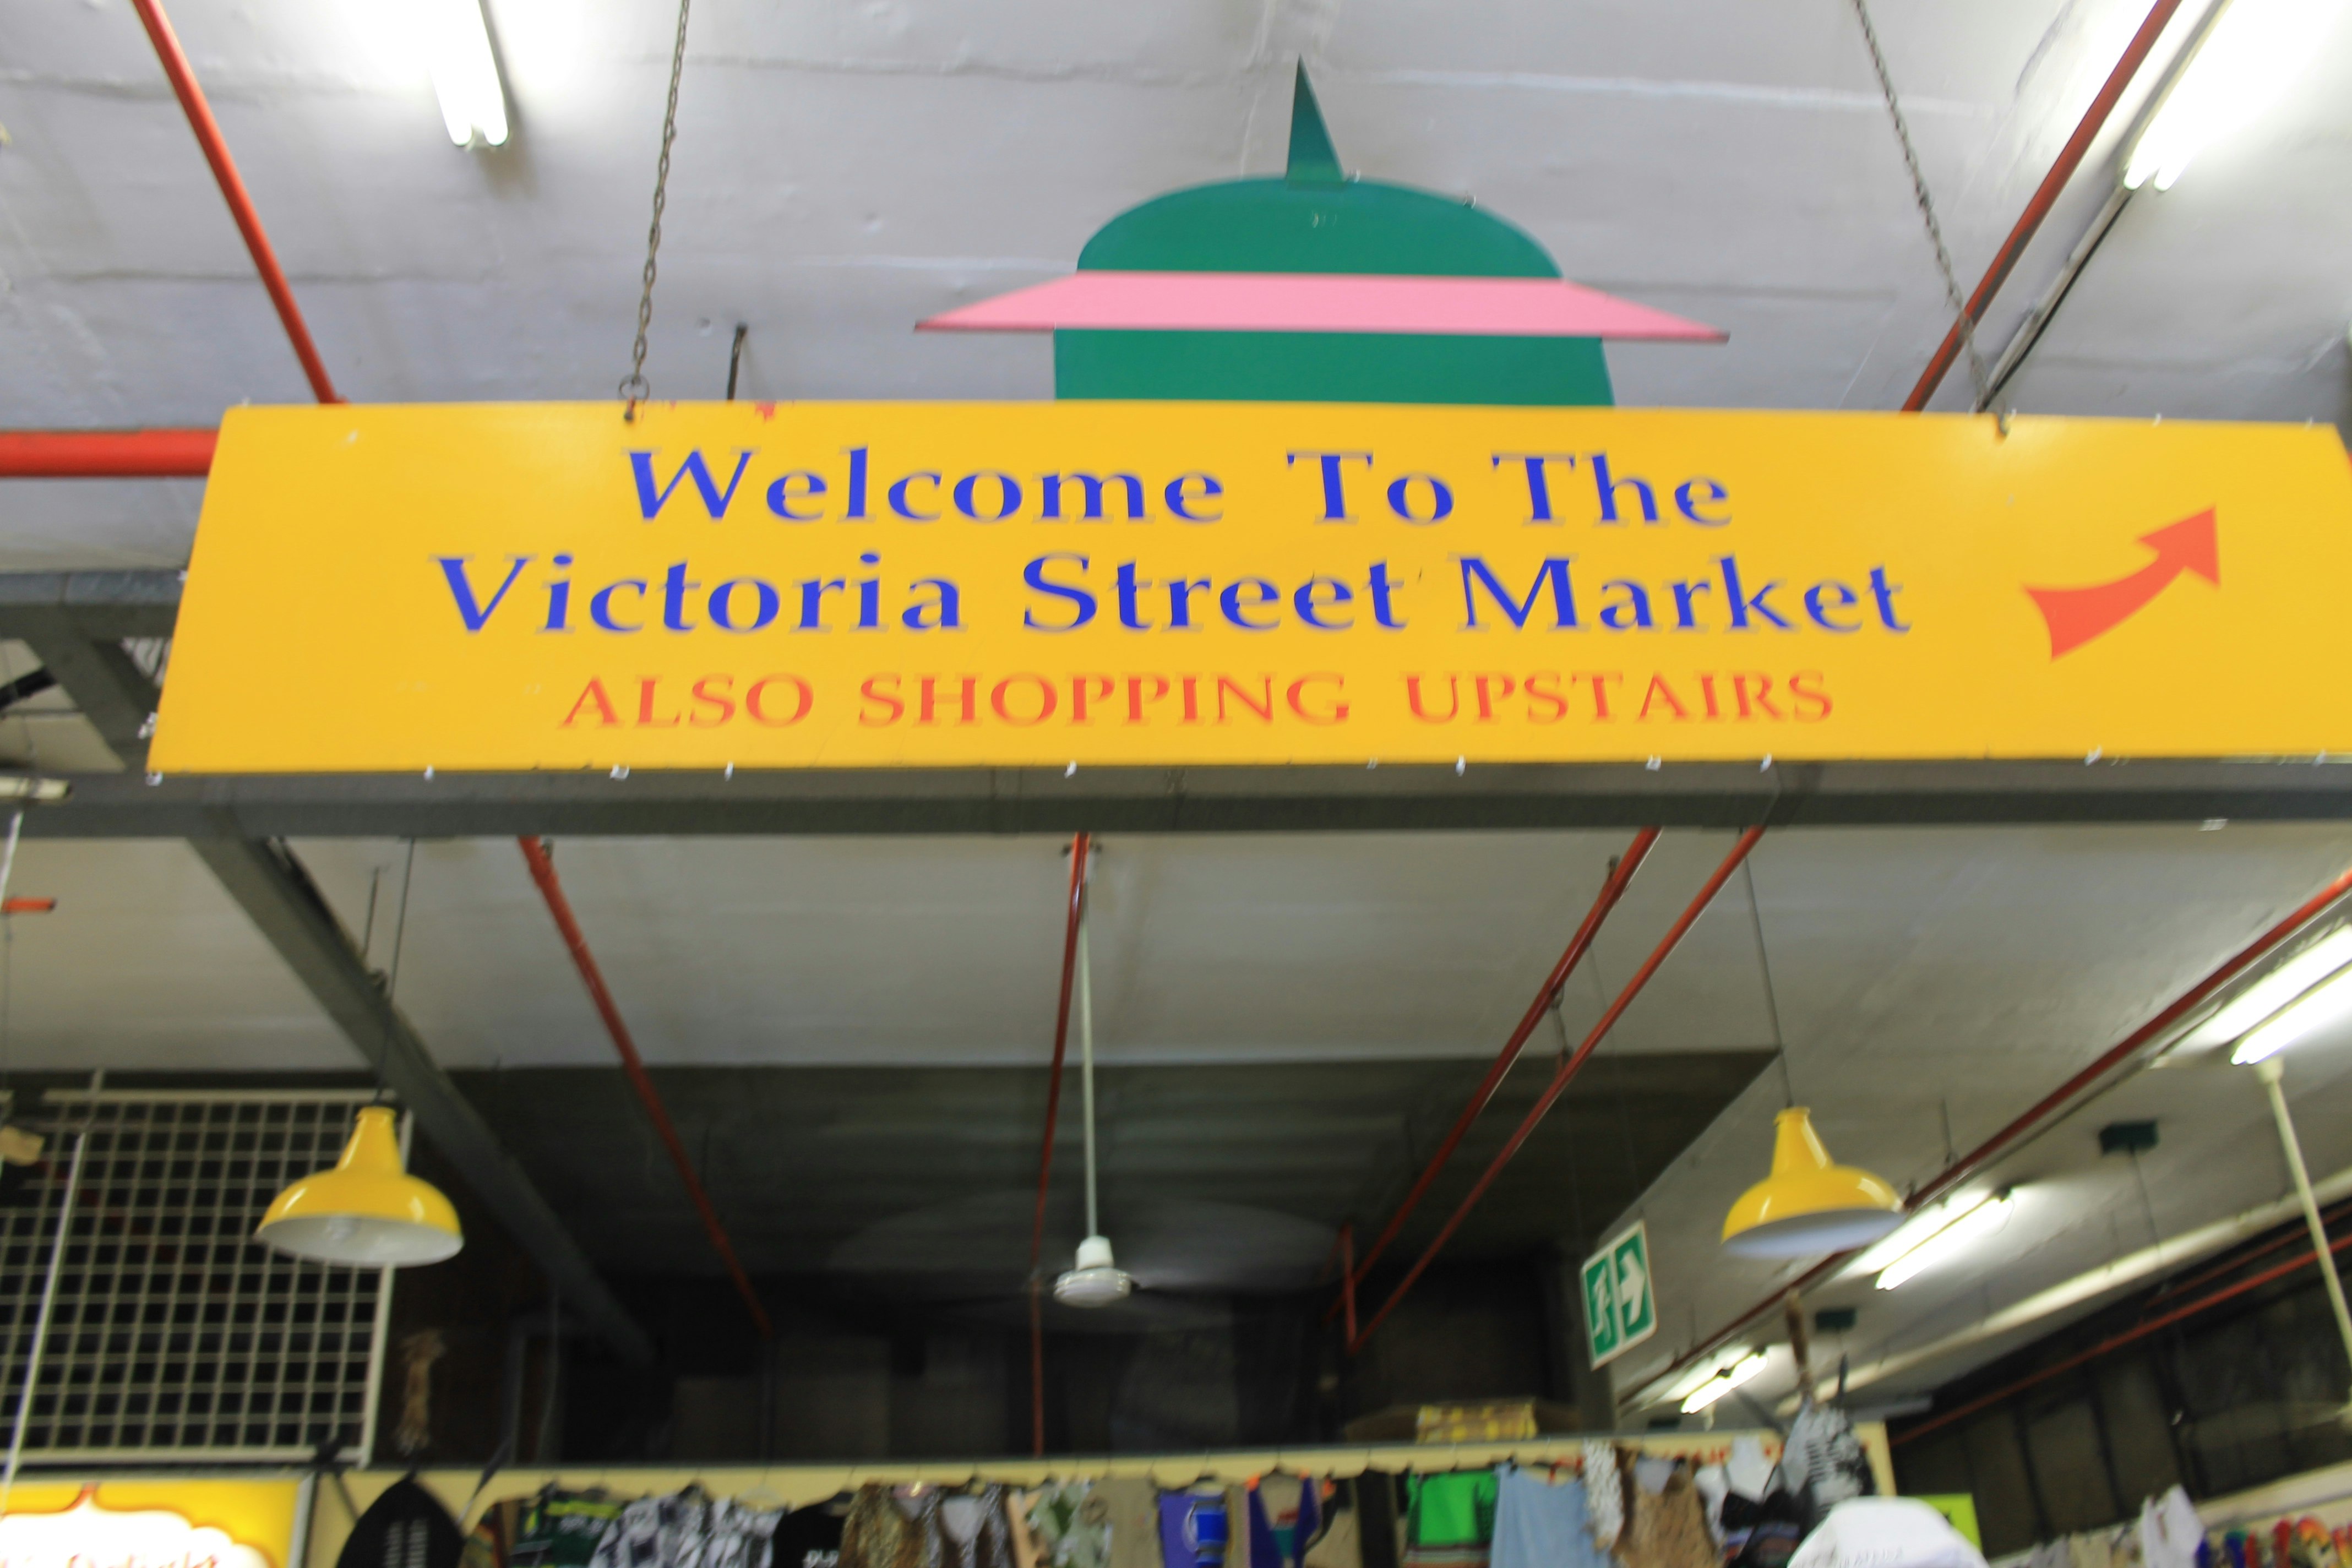 Welcome To The
Victoria Street Market
ALSO SHOPPING UPSTAIRS